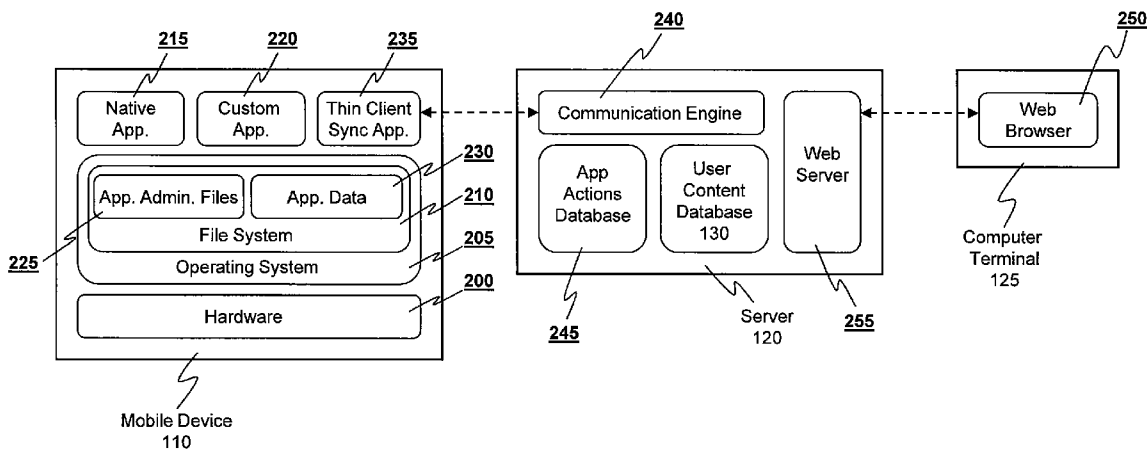 215
220
235
240
250
Native
App.
Custom
App.
Thin Client
Sync App.
Communication Engine
Web
Server
Web
Browser
230
App. Admin. Files
App. Data
210
File System
225
205
Operating System
200
Hardware
App
Actions
Database
User
Content
Database
130
245
Server
120
255
Computer
Terminal
125
Mobile Device
110